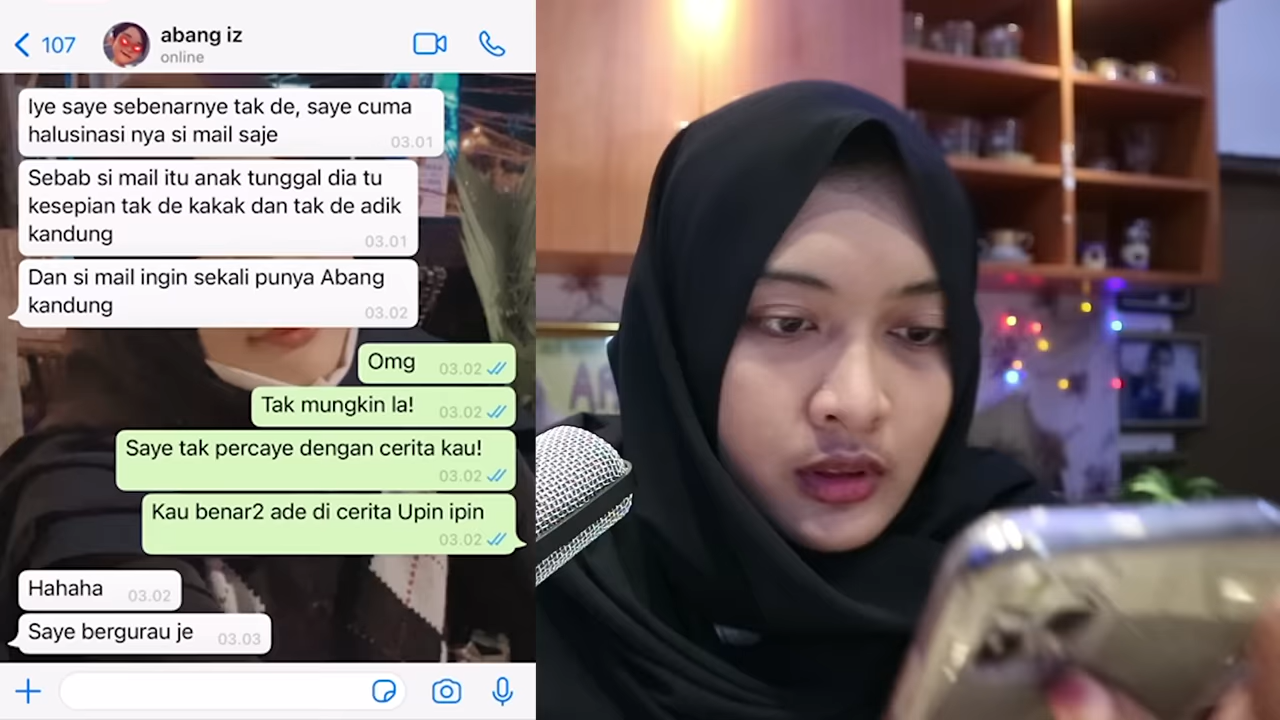 107
abang iz
online
Iye saye sebenarnye tak de, saye cuma
halusinasi nya si mail saje
03.01
Sebab si mail itu anak tunggal dia tu
kesepian tak de kakak dan tak de adik
kandung
03.01
Dan si mail ingin sekali punya Abang
kandung
03.02
Omg
03.02
Tak mungkin la!
03.02
Saye tak percaye dengan cerita kau!
03.02
Kau benar2 ade di cerita Upin ipin
03.02
Hahaha
03.02
Saye bergurau je
03.03